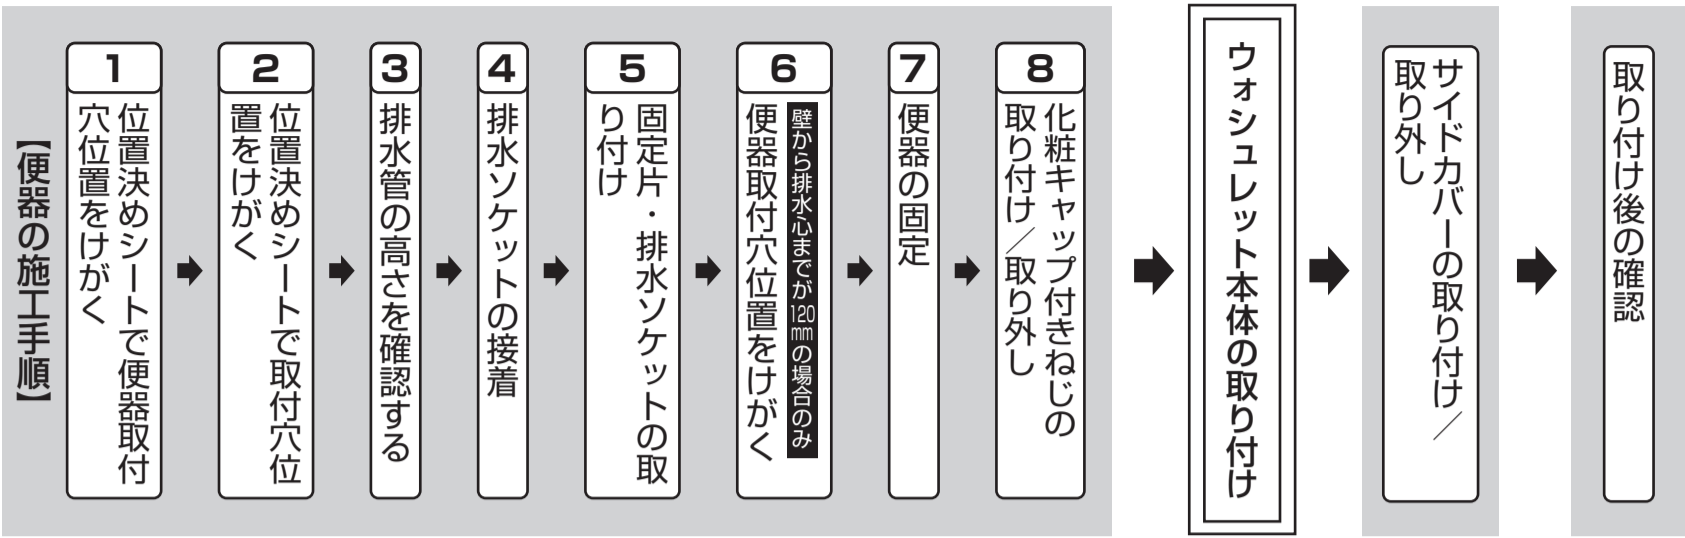 【便器の施工手順】
1
位置決めシートで便器取付
穴位置をけがく
2
位置決めシートで取付穴位
置をけがく
3
排水管の高さを確認する
4
排水ソケットの接着
5
固定片・排水ソケットの取
り付け
6
壁から排水心までが120mmの場合のみ
便器取付穴位置をけがく
7
便器の固定
8
化粧キャップ付きねじの
取り付け／取り外し
ウォシュレット本体の取り付け
サイドカバーの取り付け／
取り外し
取り付け後の確認